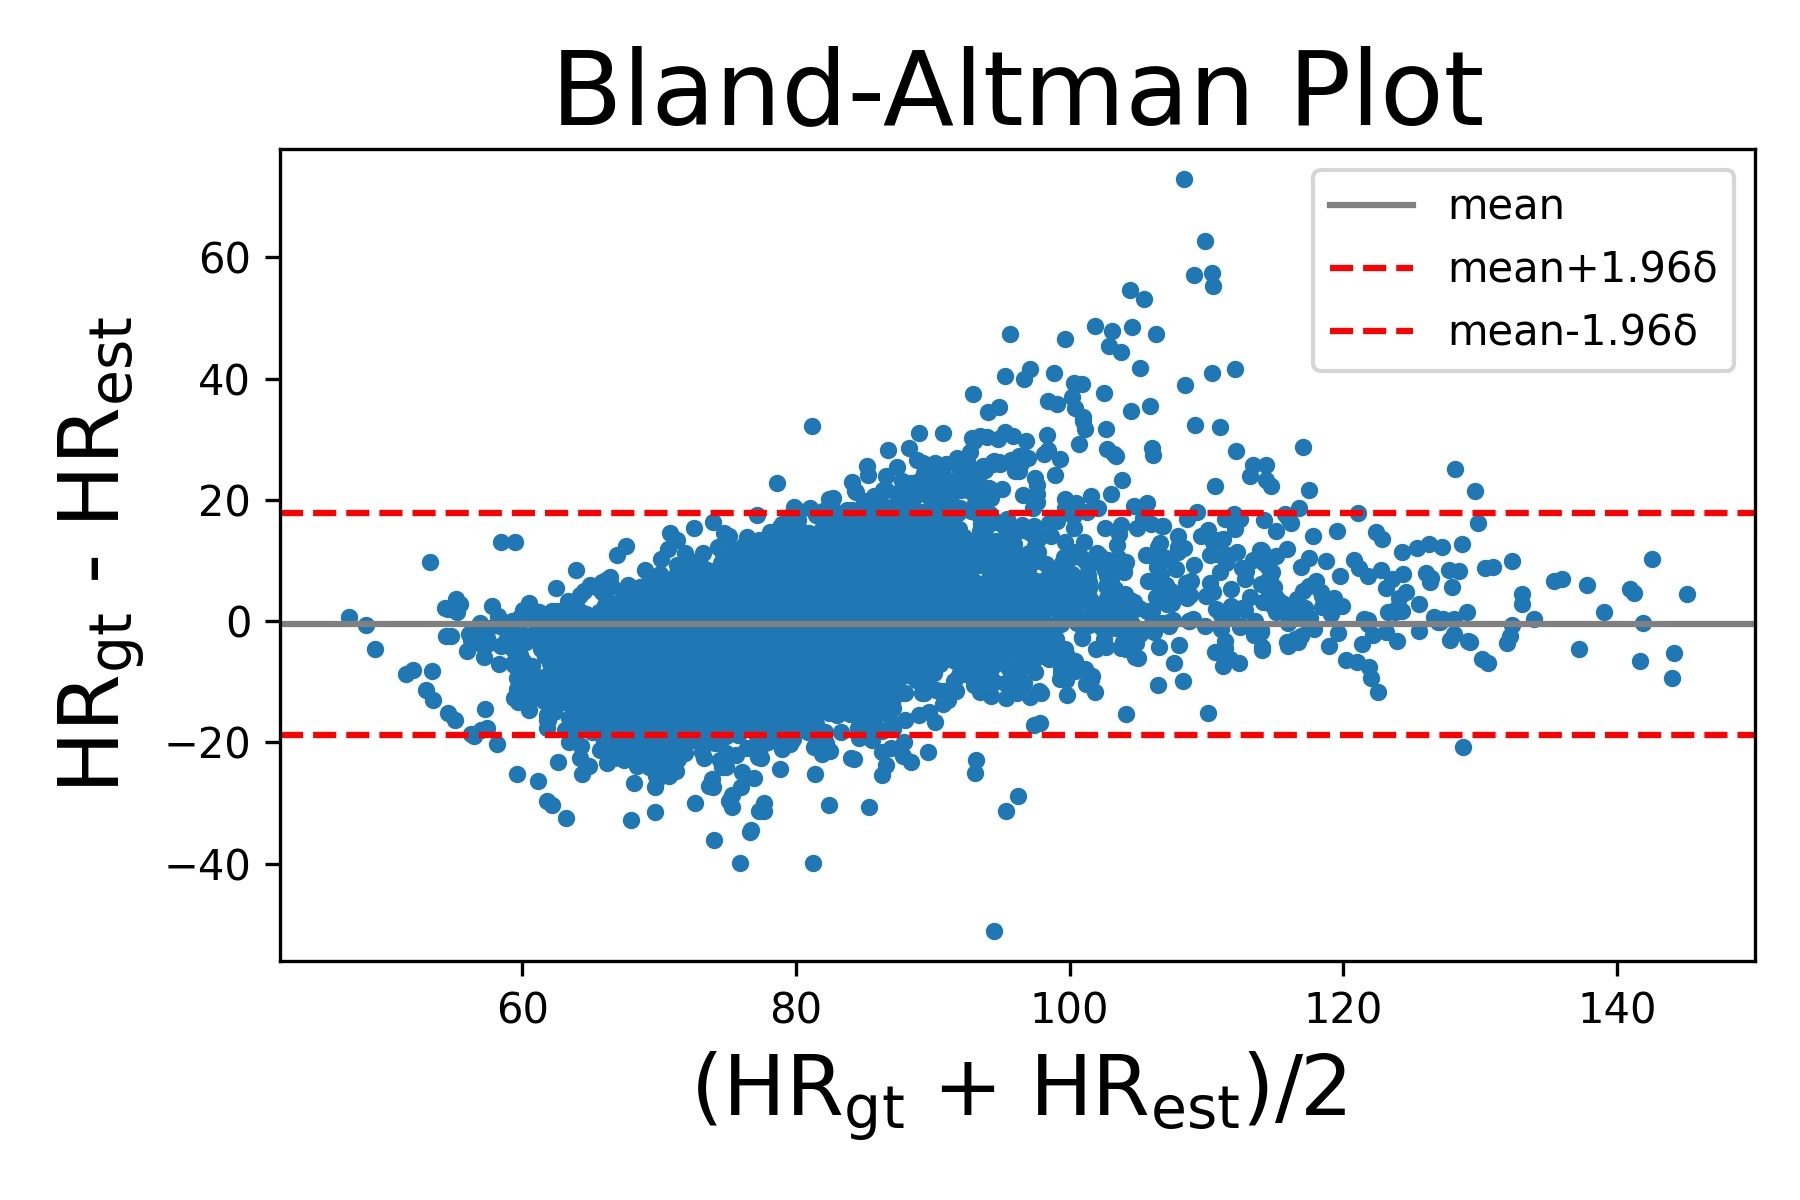 Bland-Altman Plot
mean
mean+1.96δ
mean-1.96δ
HRgt - HRest
60
40
20
0
−20
−40
60 80 100 120 140
(HRgt + HRest)/2